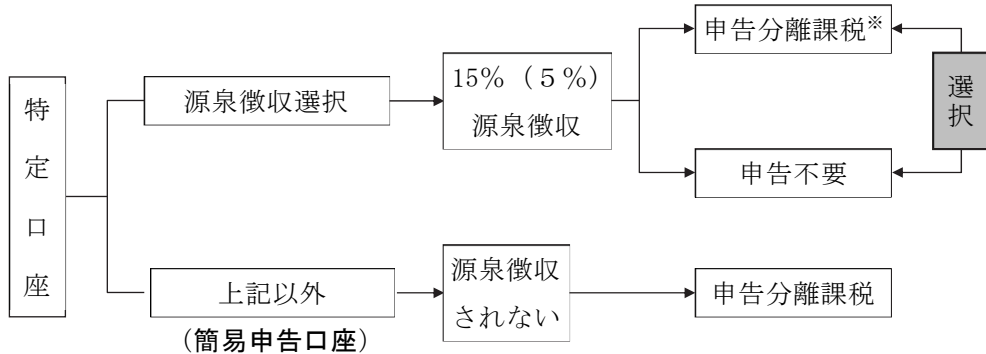 特定口座
源泉徴収選択
15%（５％）
源泉徴収
申告分離課税※
申告不要
選択
上記以外
（簡易申告口座）
源泉徴収
されない
申告分離課税